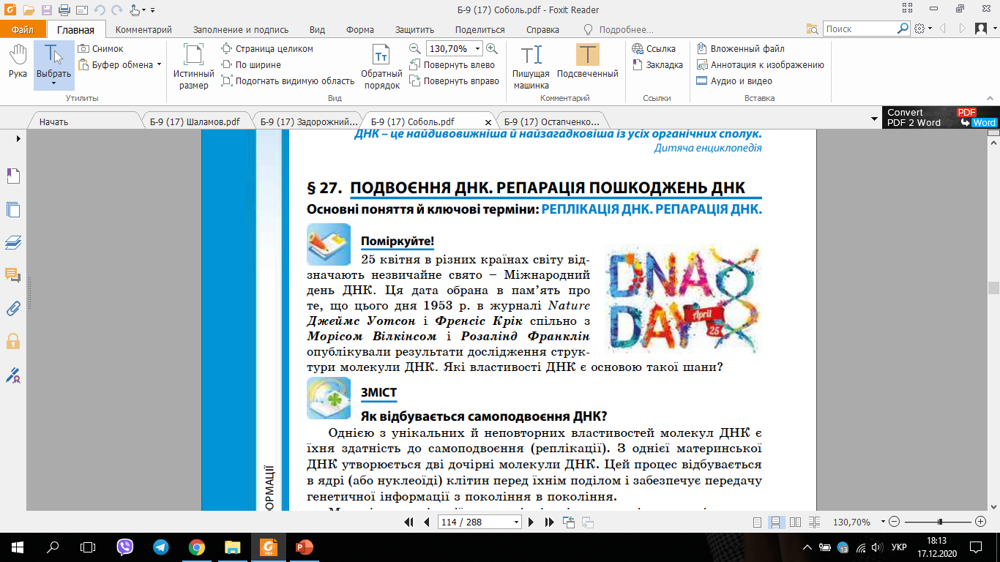 Б-9 (17) Соболь.pdf - Foxit Reader
Файл Главная Комментарий Заполнение и подпись Вид Форма Защитить Поделиться Справка Подробнее... Поиск
Рука
Выбрать
Снимок
Буфер обмена
Утилиты
Истинный размер
Страница целиком
По ширине
Подогнать видимую область
Обратный порядок
130,70%
Повернуть влево
Повернуть вправо
Вид
Пишущая машинка
Подсвеченный
Комментарий
Ссылка
Закладка
Ссылки
Вложенный файл
Аннотация к изображению
Аудио и видео
Вставка
Начать Б-9 (17) Шаламов.pdf Б-9 (17) Задорожний... Б-9 (17) Соболь.pdf Б-9 (17) Остапченко...
Convert PDF
PDF 2 Word Word
ДНК – це найдивовижніша й найзагадковіша із усіх органічних сполук.
Дитяча енциклопедія
§ 27. ПОДВОЄННЯ ДНК. РЕПАРАЦІЯ ПОШКОДЖЕНЬ ДНК
Основні поняття й ключові терміни: РЕПЛІКАЦІЯ ДНК. РЕПАРАЦІЯ ДНК.
Поміркуйте!
25 квітня в різних країнах світу від-
значають незвичайне свято – Міжнародний
день ДНК. Ця дата обрана в пам’ять про
те, що цього дня 1953 р. в журналі Nature
Джеймс Уотсон і Френсіс Крік спільно з
Морісом Вілкінсом і Розалінд Франклін
опублікували результати дослідження струк-
тури молекули ДНК. Які властивості ДНК є основою такої шани?
DNA
DAY
April
25
ЗМІСТ
Як відбувається самоподвоєння ДНК?
Однією з унікальних й неповторних властивостей молекул ДНК є
їхня здатність до самоподвоєння (реплікації). З однієї материнської
ДНК утворюється дві дочірні молекули ДНК. Цей процес відбувається
в ядрі (або нуклеоїді) клітин перед їхнім поділом і забезпечує передачу
генетичної інформації з покоління в покоління.
ОРМАЦІЇ
114 / 288
130,70%
13
УКР
18:13
17.12.2020